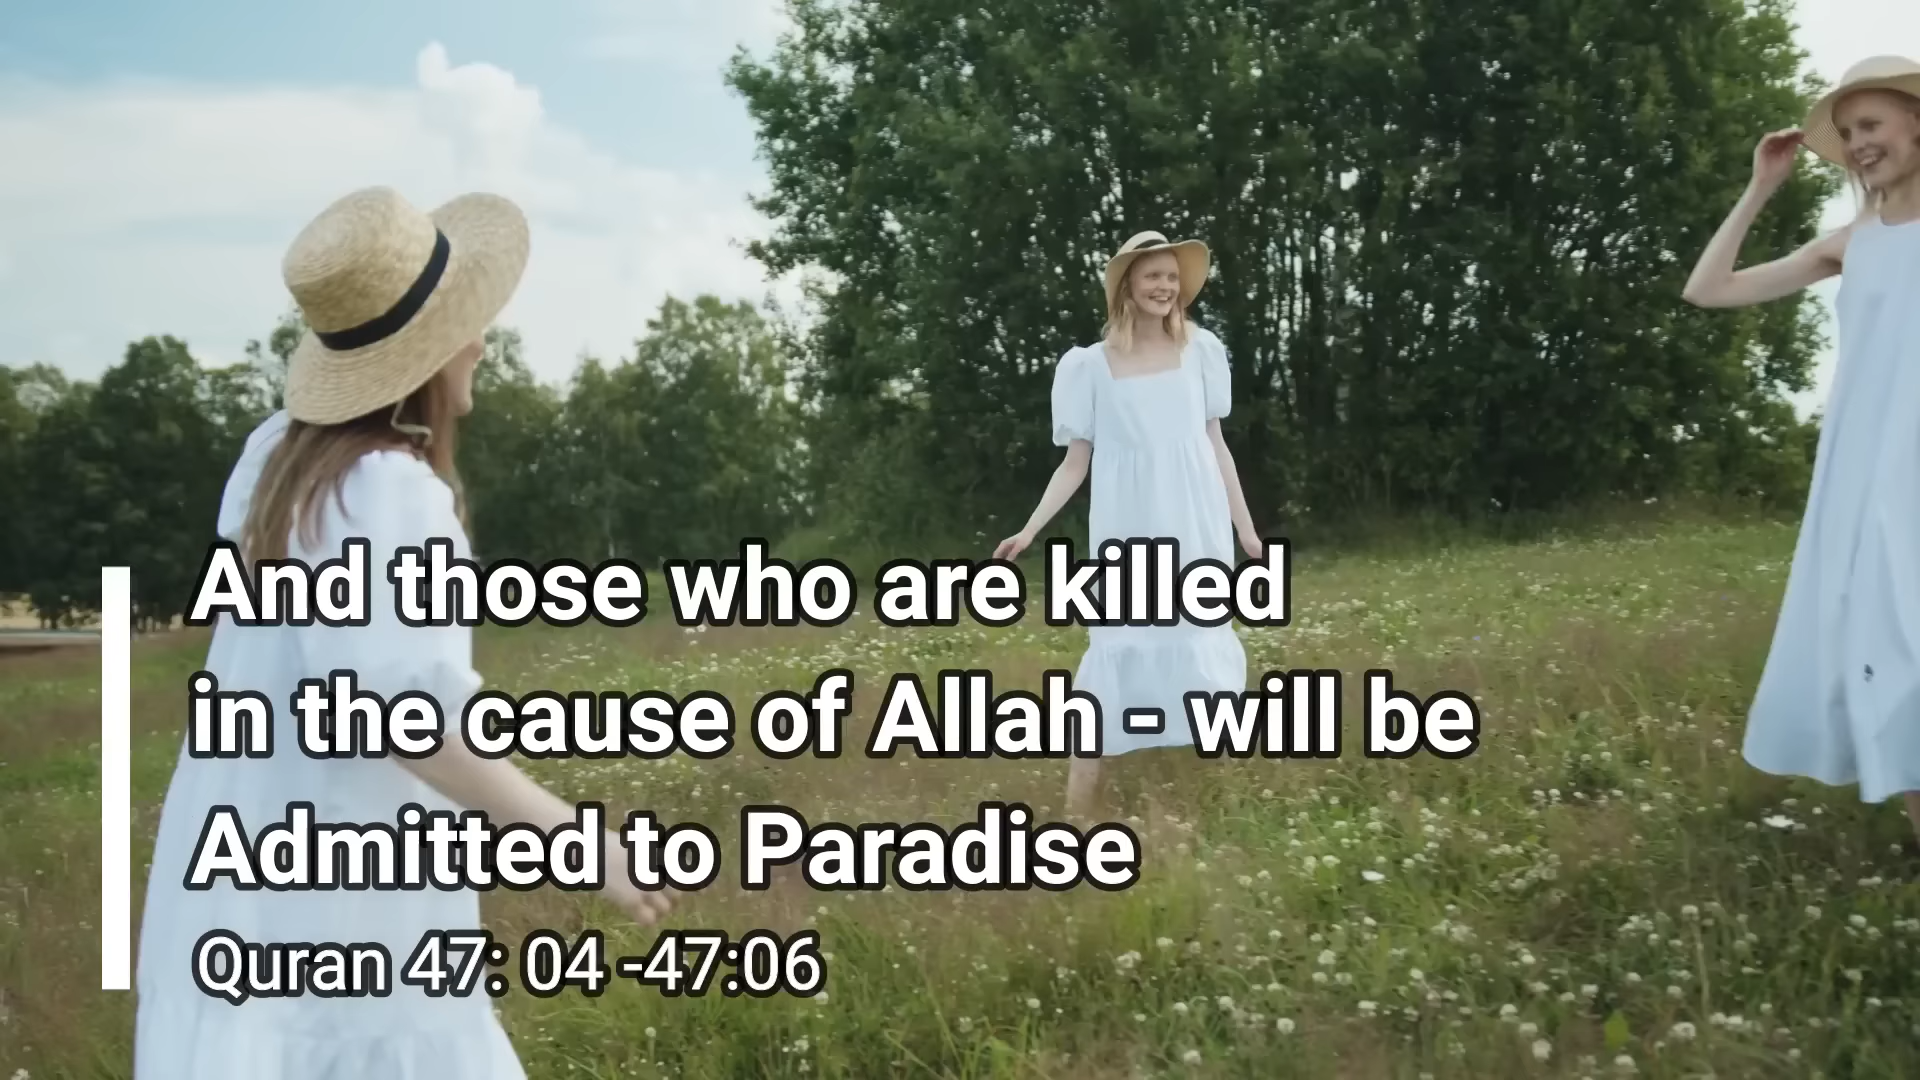 And those who are killed
in the cause of Allah - will be
Admitted to Paradise
Quran 47: 04 -47:06